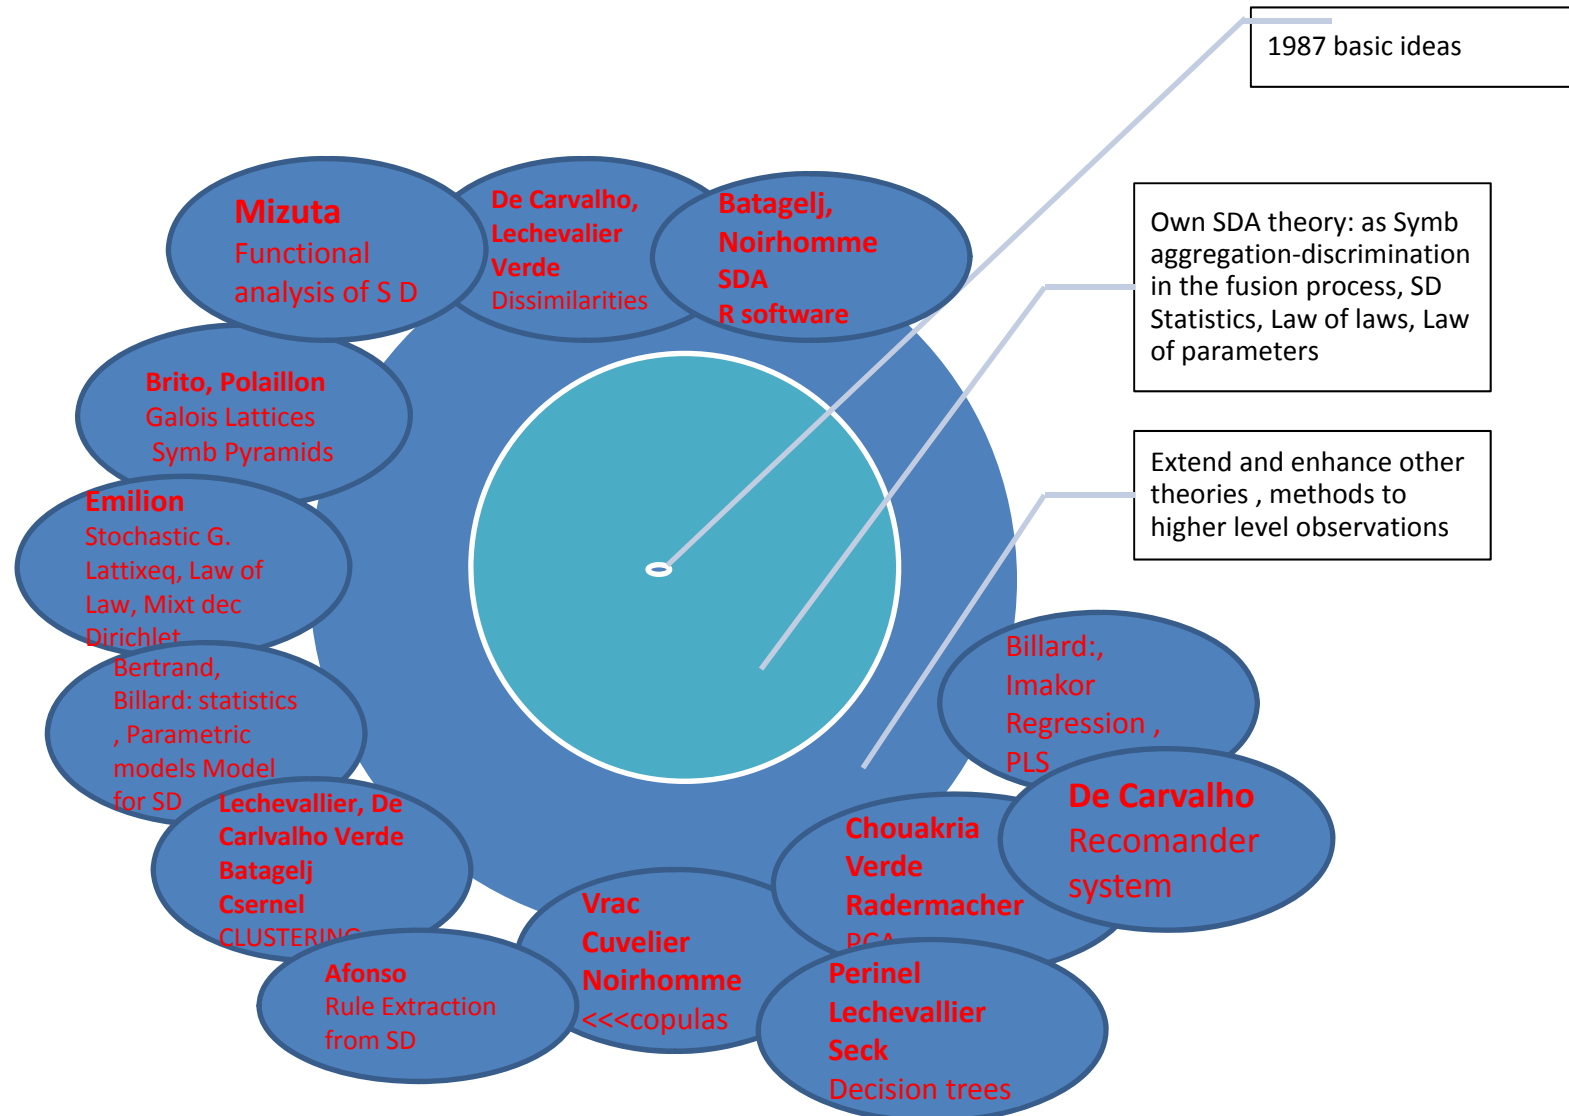 1987 basic ideas
Own SDA theory: as Symb
aggregation-discrimination
in the fusion process, SD
Statistics, Law of laws, Law
of parameters
Extend and enhance other
theories , methods to
higher level observations
Mizuta
Functional
analysis of S D
De Carvalho,
Lechevalier
Verde
Dissimilarities
Batagelj,
Noirhomme
SDA
R software
Brito, Polaillon
Galois Lattices
Symb Pyramids
Emilion
Stochastic G.
Lattixeq, Law of
Law, Mixt dec
Dirichlet
Bertrand,
Billard: statistics
, Parametric
models Model
for SD
Lechevallier, De
Carlvalho Verde
Batagelj
Csernel
CLUSTERING
Afonso
Rule Extraction
from SD
Vrac
Cuvelier
Noirhomme
<<<copulas
Chouakria
Verde
Radermacher
PCA
Perinel
Lechevallier
Seck
Decision trees
Billard:,
Imakor
Regression ,
PLS
De Carvalho
Recomander
system